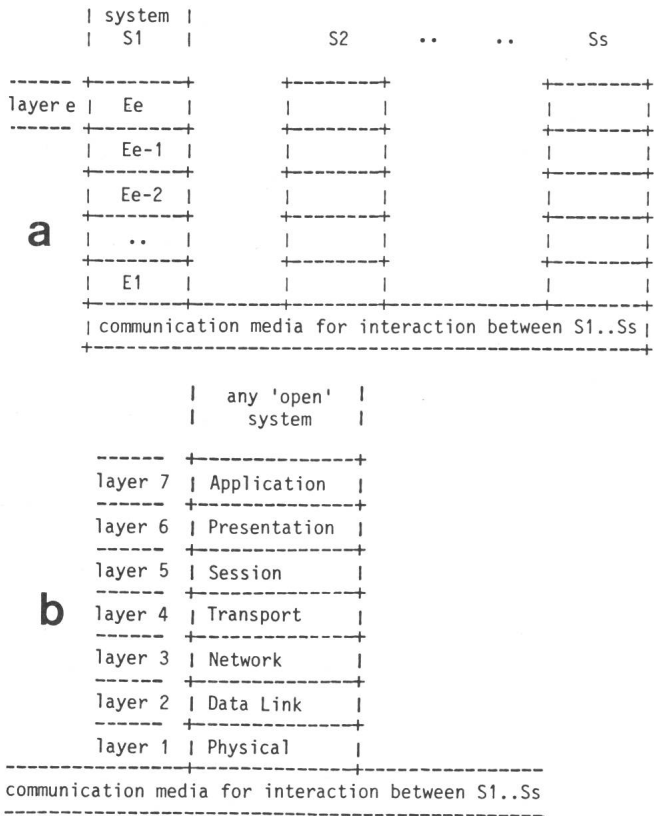 | system |
| S1 | S2 .. .. Ss
------ +--------+ +--------+ +--------+
layer e | Ee | | | | |
------ +--------+ +--------+ +--------+
| Ee-1 | | | | |
+--------+ +--------+ +--------+
| Ee-2 | | | | |
+--------+ +--------+ +--------+
a | .. | | | | |
+--------+ +--------+ +--------+
| E1 | | | | |
+--------+--------+--------+-------------+--------+
| communication media for interaction between S1..Ss |
+-------------------------------------------------+
| any 'open' |
| system |
------ +--------------+
layer 7 | Application |
------ +--------------+
layer 6 | Presentation |
------ +--------------+
layer 5 | Session |
------ +--------------+
b layer 4 | Transport |
------ +--------------+
layer 3 | Network |
------ +--------------+
layer 2 | Data Link |
------ +--------------+
layer 1 | Physical |
----------------+--------------+----------------
communication media for interaction between S1..Ss
------------------------------------------------